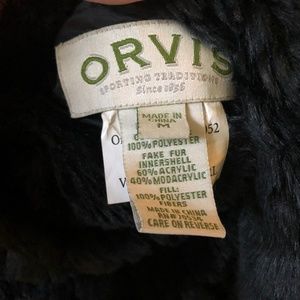 ORVIS
SPORTING TRADITIONS
Since 1856
MADE IN
CHINA
M
052
100% POLYESTER
FAKE FUR
INNERSHELL
60% ACRYLIC
40% MODACRYLIC
FILL:
100% POLYESTER
FIBERS
MADE IN CHINA
CARE ON REVERSE